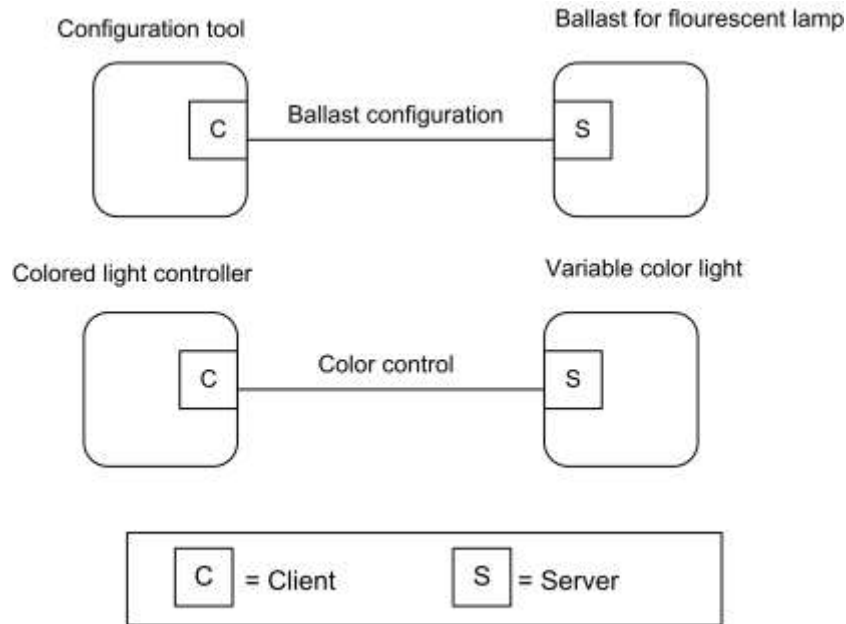 Configuration tool
Ballast for flourescent lamp
C
Ballast configuration
S
Colored light controller
Variable color light
C
Color control
S
C = Client
S = Server